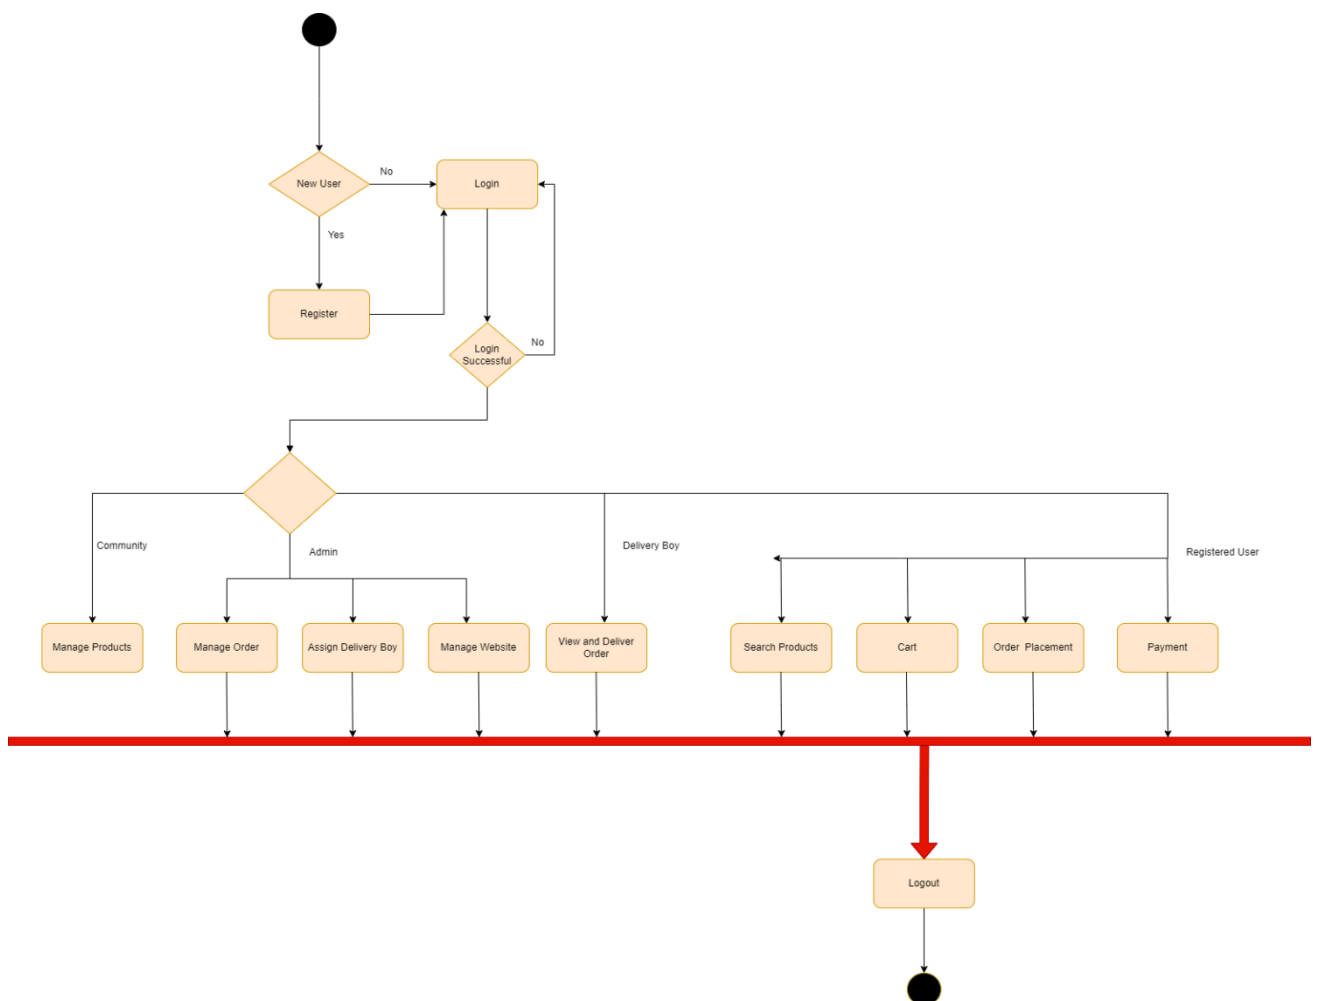 New User
No
Login
Yes
Register
Login
Successful
No
Community
Admin
Delivery Boy
Registered User
Manage Products
Manage Order
Assign Delivery Boy
Manage Website
View and Deliver
Order
Search Products
Cart
Order Placement
Payment
Logout